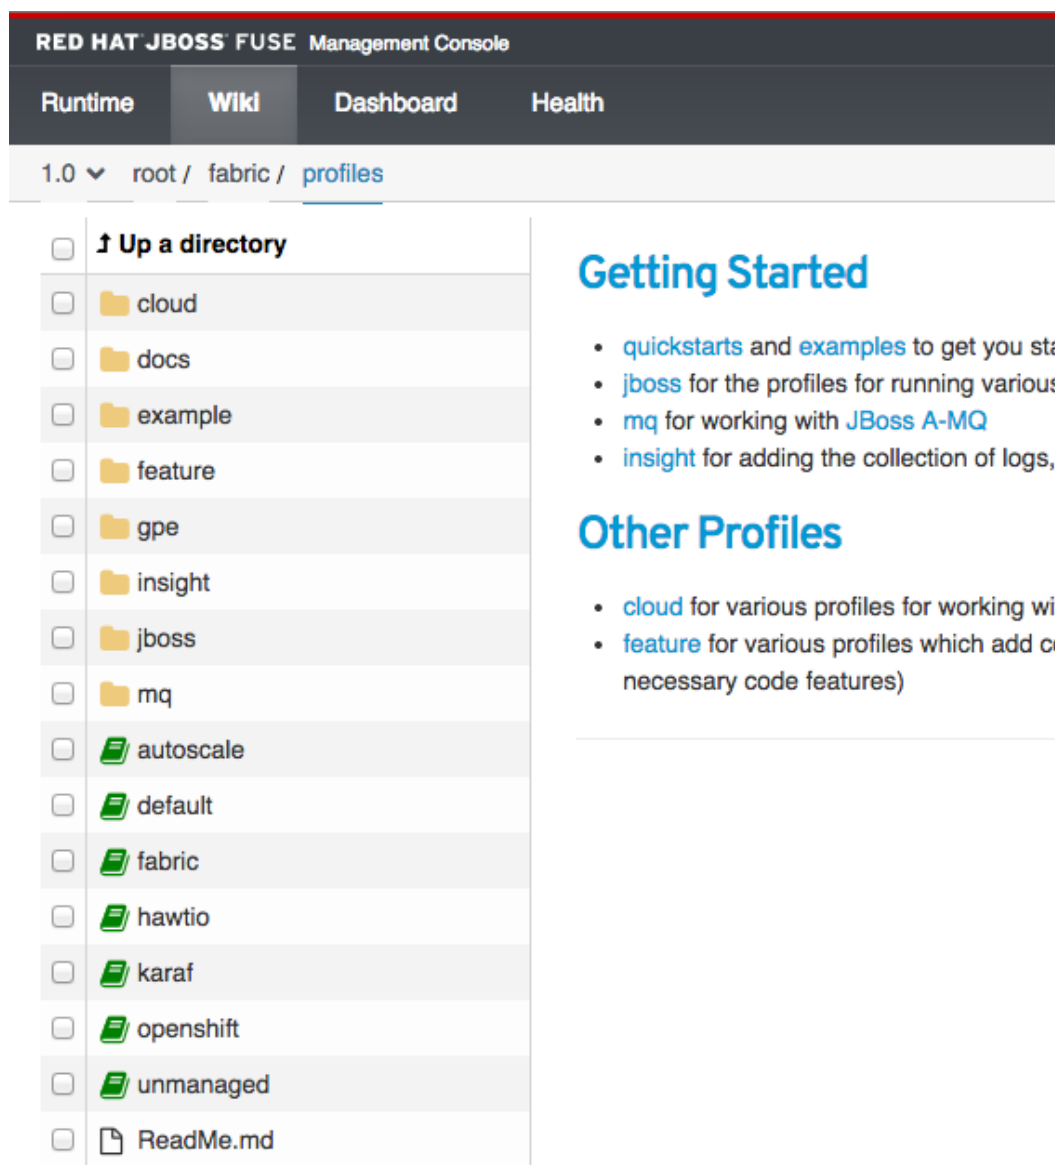 RED HAT JBOSS FUSE Management Console
Runtime Wiki Dashboard Health
1.0 root / fabric / profiles
Up a directory
cloud
docs
example
feature
gpe
insight
jboss
mq
autoscale
default
fabric
hawtio
karaf
openshift
unmanaged
ReadMe.md
Getting Started
• quickstarts and examples to get you
• jboss for the profiles for running various
• mq for working with JBoss A-MQ
• insight for adding the collection of logs,
Other Profiles
• cloud for various profiles for working
• feature for various profiles which add
necessary code features)